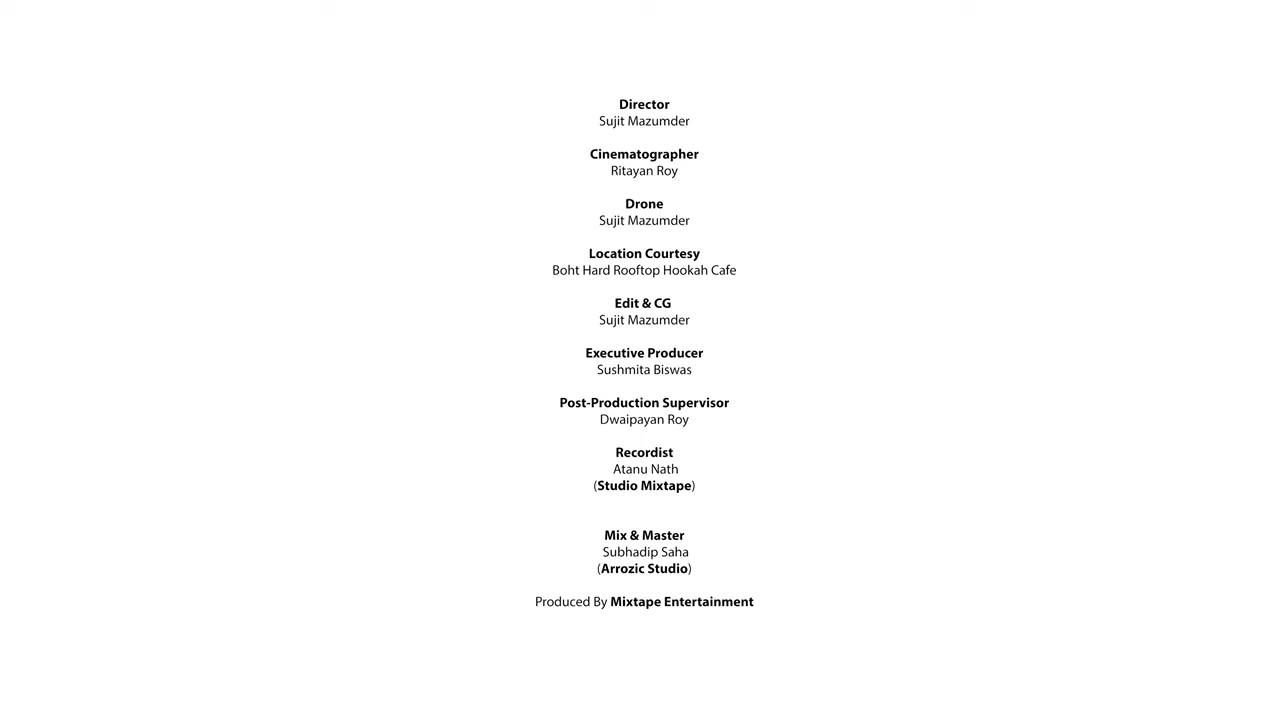 Director
Sujit Mazumder
Cinematographer
Ritayan Roy
Drone
Sujit Mazumder
Location Courtesy
Boht Hard Rooftop Hookah Cafe
Edit & CG
Sujit Mazumder
Executive Producer
Sushmita Biswas
Post-Production Supervisor
Dwaipayan Roy
Recordist
Atanu Nath
(Studio Mixtape)
Mix & Master
Subhadip Saha
(Arrozic Studio)
Produced By Mixtape Entertainment